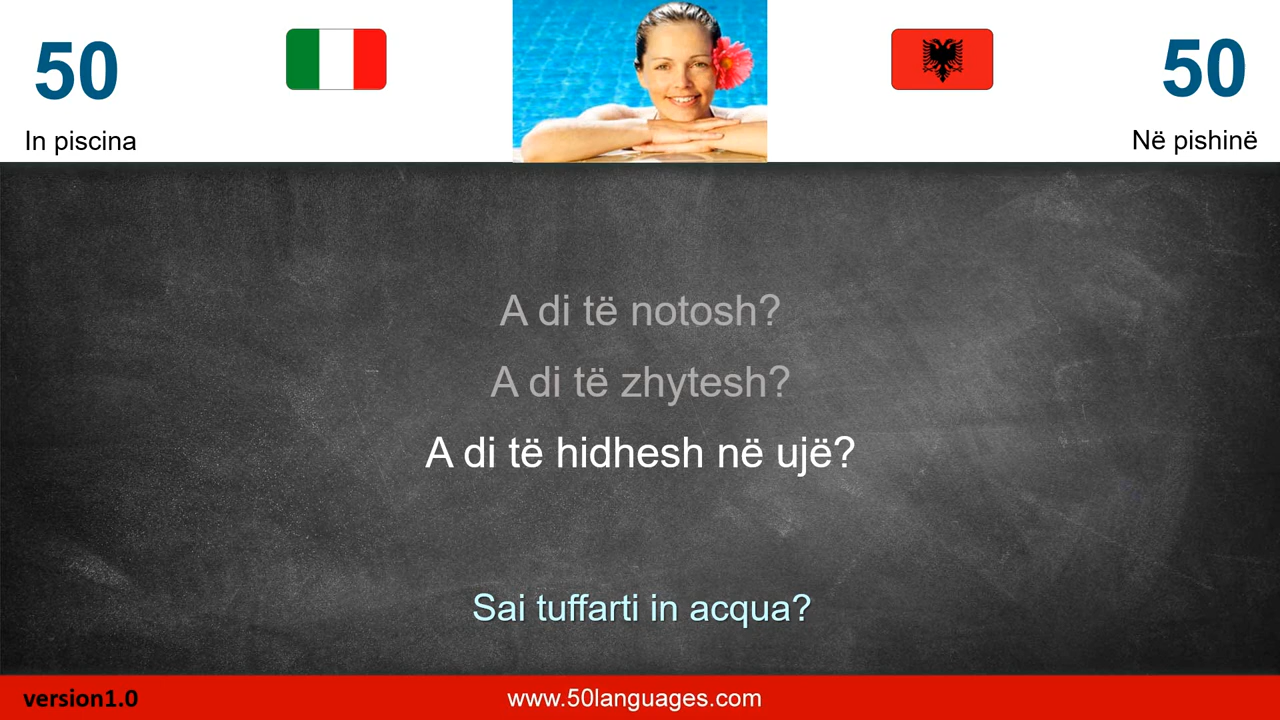 50
50
In piscina
Në pishinë
A di të notosh?
A di të zhytesh?
A di të hidhesh në ujë?
Sai tuffarti in acqua?
version1.0
www.50languages.com